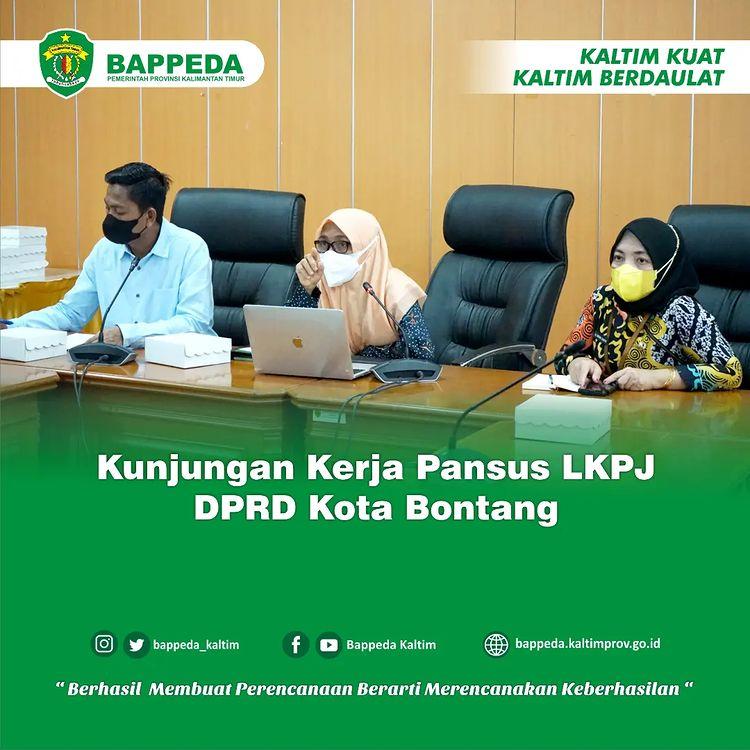 BAPPEDA
PEMERINTAH PROVINSI KALIMANTAN TIMUR
KALTIM KUAT
KALTIM BERDAULAT
Kunjungan Kerja Pansus LKPJ
DPRD Kota Bontang
bappeda_kaltim
Bappeda Kaltim
bappeda.kaltimprov.go.id
“ Berhasil Membuat Perencanaan Berarti Merencanakan Keberhasilan “